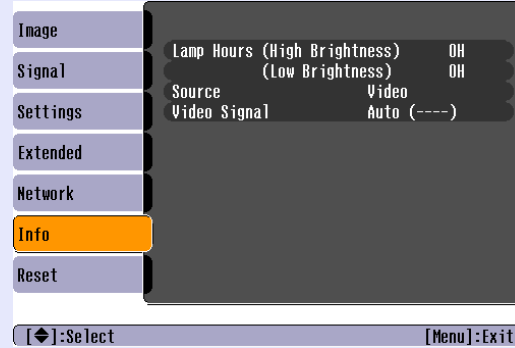 Image
Signal
Settings
Extended
Network
Info
Reset
Lamp Hours (High Brightness) 0H
(Low Brightness) 0H
Source Video
Video Signal Auto (----)
[◆]:Select [Menu]:Exit